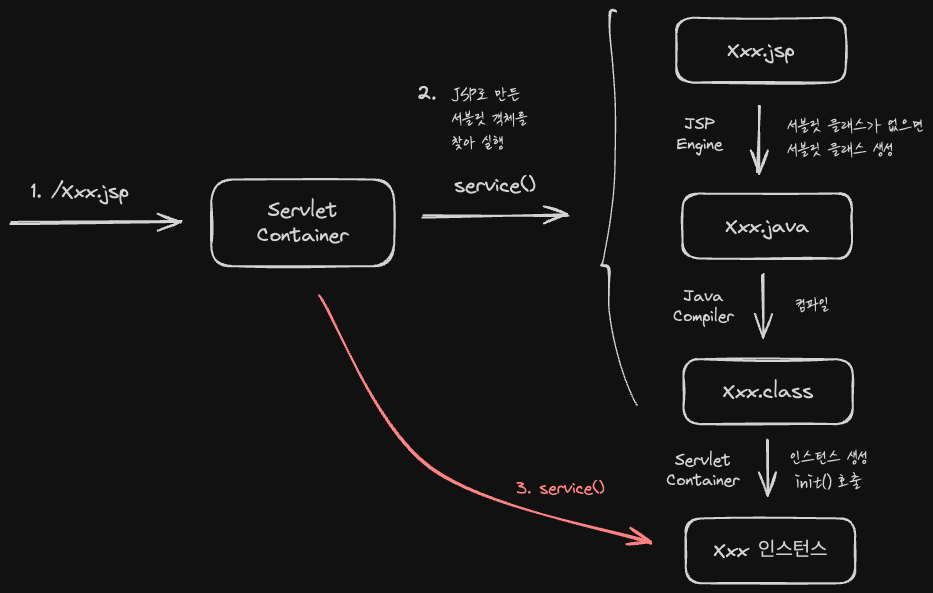 1. /Xxx.jsp
Servlet
Container
2. JSP로 만든
서블릿 객체를
찾아 실행
service()
3. service()
Xxx.jsp
JSP
Engine
서블릿 클래스가 없으면
서블릿 클래스 생성
Xxx.java
Java
Compiler
컴파일
Xxx.class
Servlet
Container
인스턴스 생성
init() 호출
Xxx 인스턴스